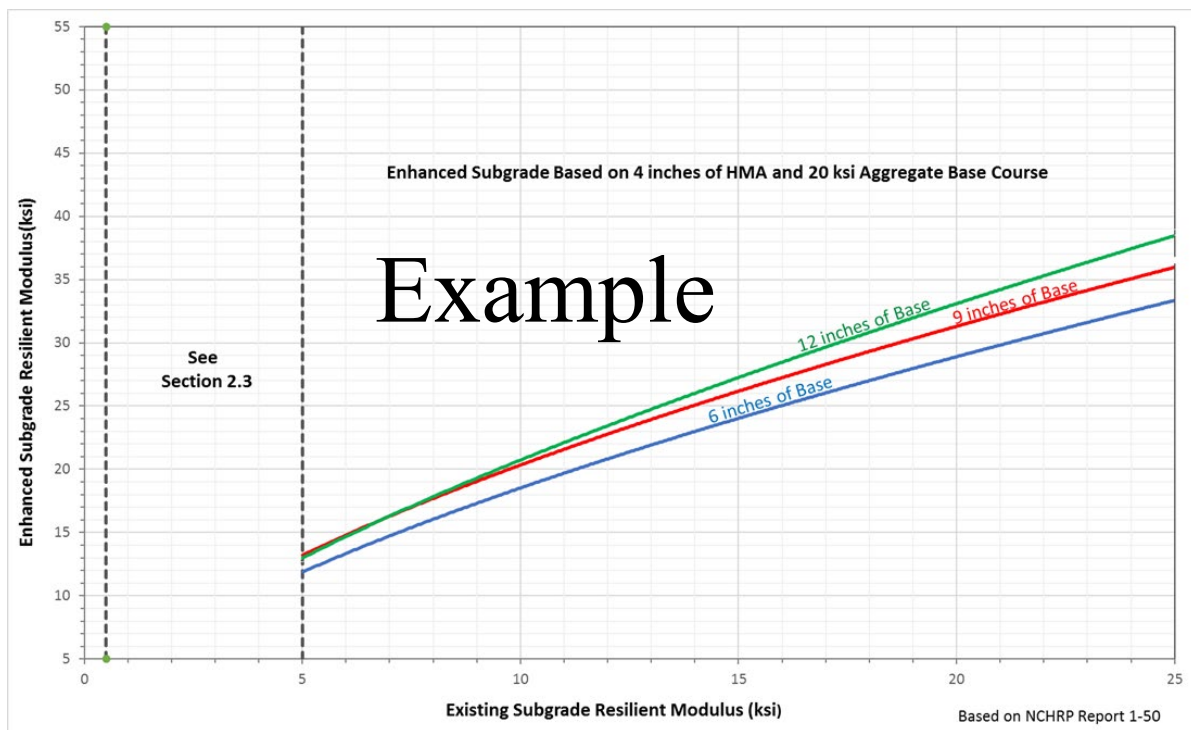 55
50
45
40
35
30
25
20
15
10
5
Enhanced Subgrade Resilient Modulus(ksi)
Enhanced Subgrade Based on 4 inches of HMA and 20 ksi Aggregate Base Course
Example
See
Section 2.3
12 inches of Base
9 inches of Base
6 inches of Base
0
5
10
15
20
25
Existing Subgrade Resilient Modulus (ksi)
Based on NCHRP Report 1-50